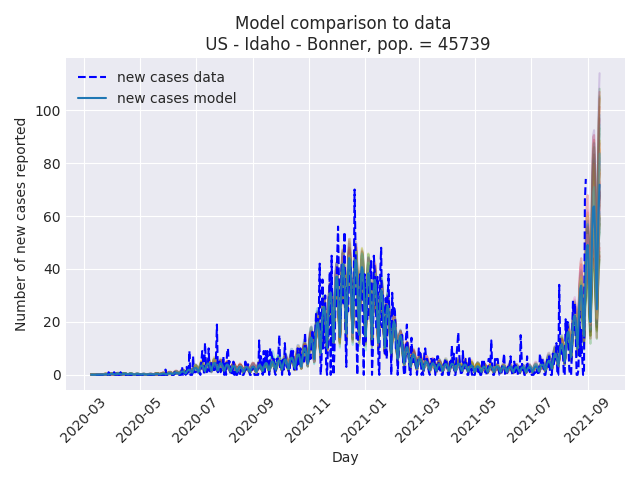 Model comparison to data
US - Idaho - Bonner, pop. = 45739
new cases data
new cases model
Number of new cases reported
100
80
60
40
20
0
2020-03
2020-05
2020-07
2020-09
2020-11
2021-01
2021-03
2021-05
2021-07
2021-09
Day